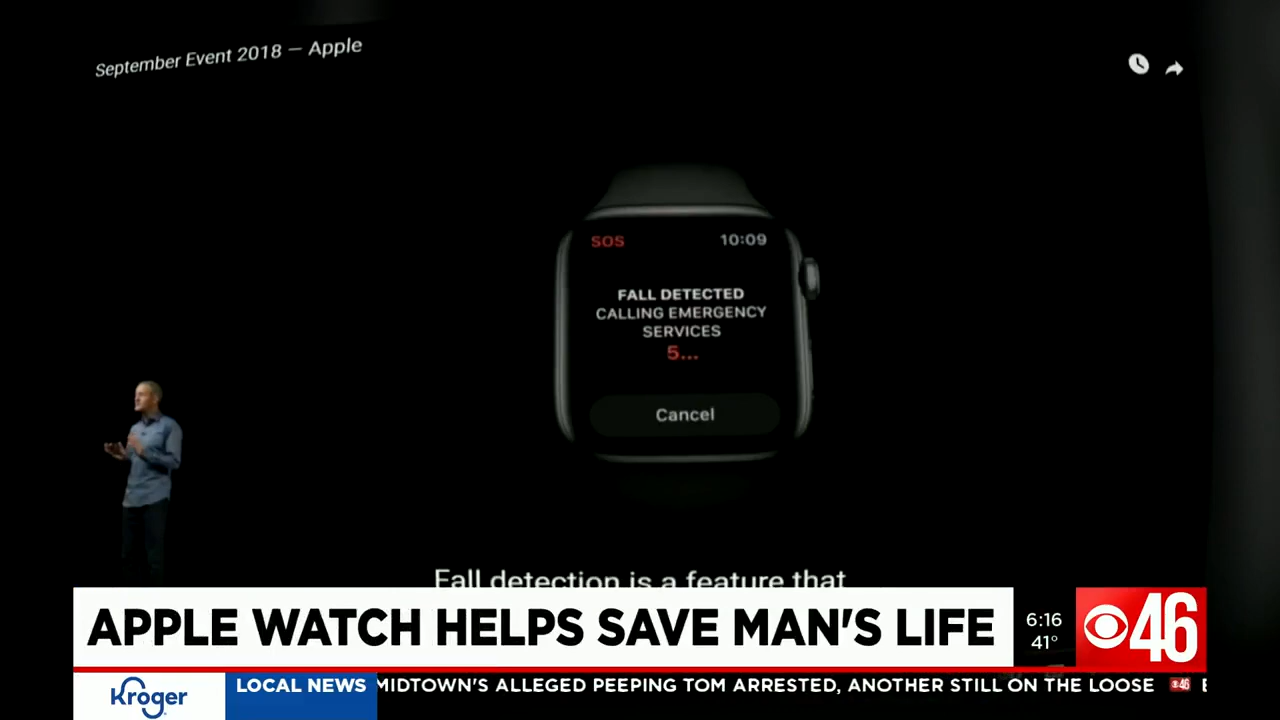 September Event 2018 – Apple
SOS 10:09
FALL DETECTED
CALLING EMERGENCY
SERVICES
5...
Cancel
Fall detection is a feature that
APPLE WATCH HELPS SAVE MAN'S LIFE
6:16
41°
46
Kroger
LOCAL NEWS
MIDTOWN'S ALLEGED PEEPING TOM ARRESTED, ANOTHER STILL ON THE LOOSE